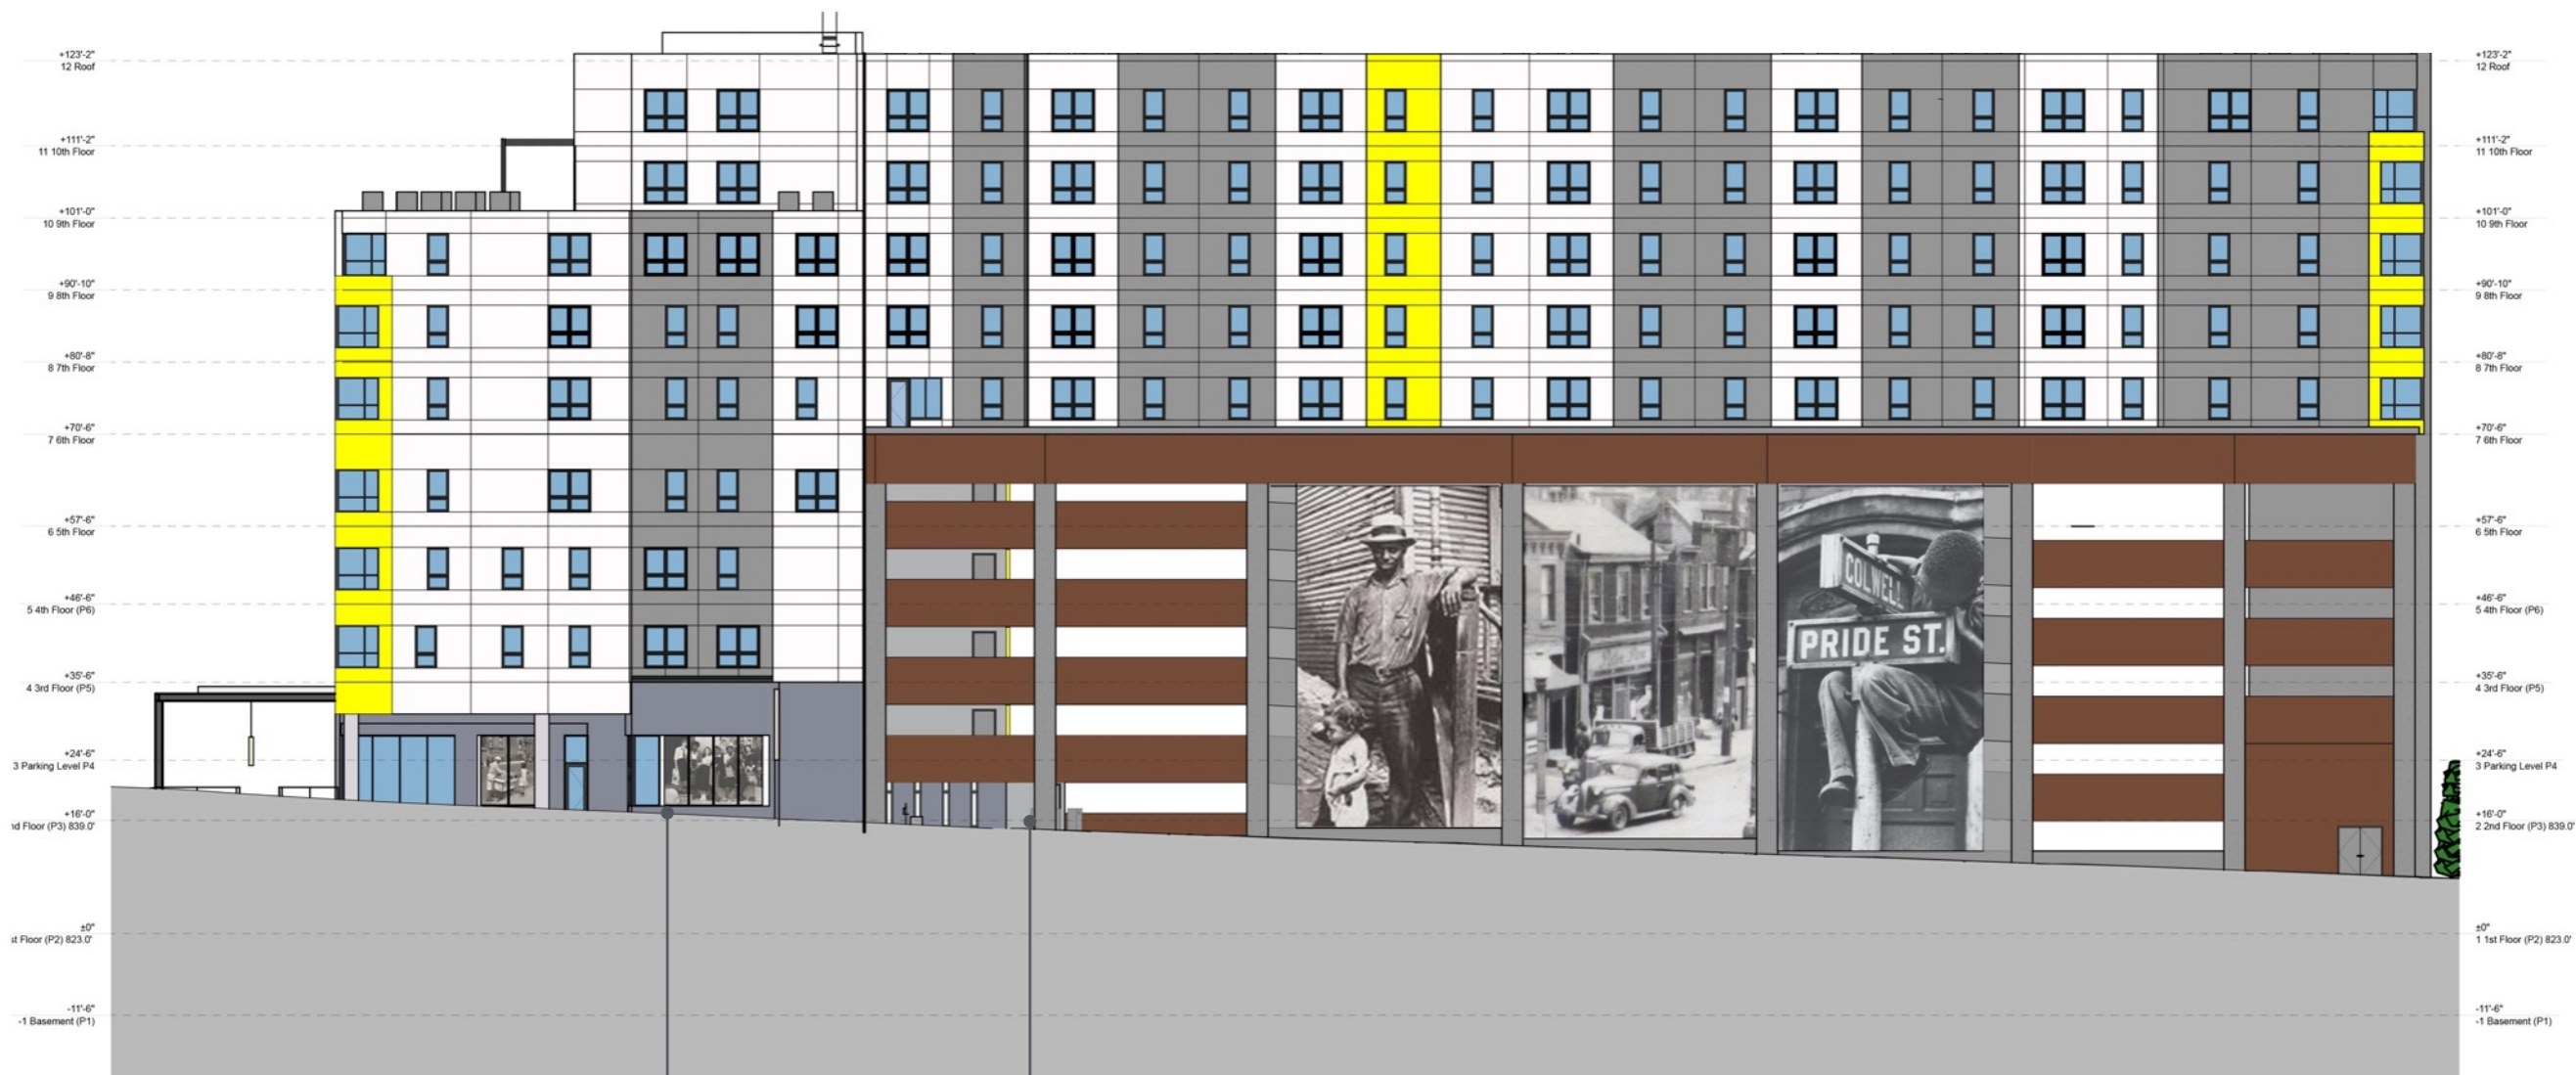 +123'-2"
12 Roof
+111'-2"
11 10th Floor
+101'-0"
10 9th Floor
+90'-10"
9 8th Floor
+80'-8"
8 7th Floor
+70'-6"
7 6th Floor
+57'-6"
6 5th Floor
+46'-6"
5 4th Floor (P6)
+35'-6"
4 3rd Floor (P5)
+24'-6"
3 Parking Level P4
+16'-0"
nd Floor (P3) 839.0'
±0"
st Floor (P2) 823.0'
-11'-6"
-1 Basement (P1)
COLWELL
PRIDE ST.
+123'-2"
12 Roof
+111'-2"
11 10th Floor
+101'-0"
10 9th Floor
+90'-10"
9 8th Floor
+80'-8"
8 7th Floor
+70'-6"
7 6th Floor
+57'-6"
6 5th Floor
+46'-6"
5 4th Floor (P6)
+35'-6"
4 3rd Floor (P5)
+24'-6"
3 Parking Level P4
+16'-0"
2 2nd Floor (P3) 839.0'
±0"
1 1st Floor (P2) 823.0'
-11'-6"
-1 Basement (P1)